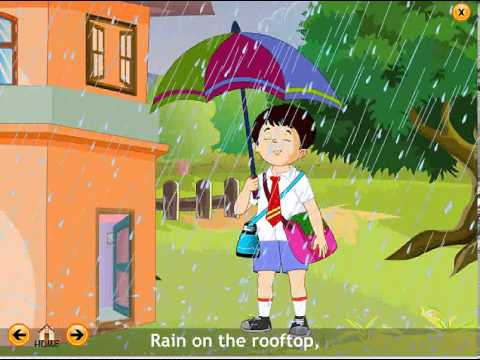 X
HOME
Rain on the rooftop,